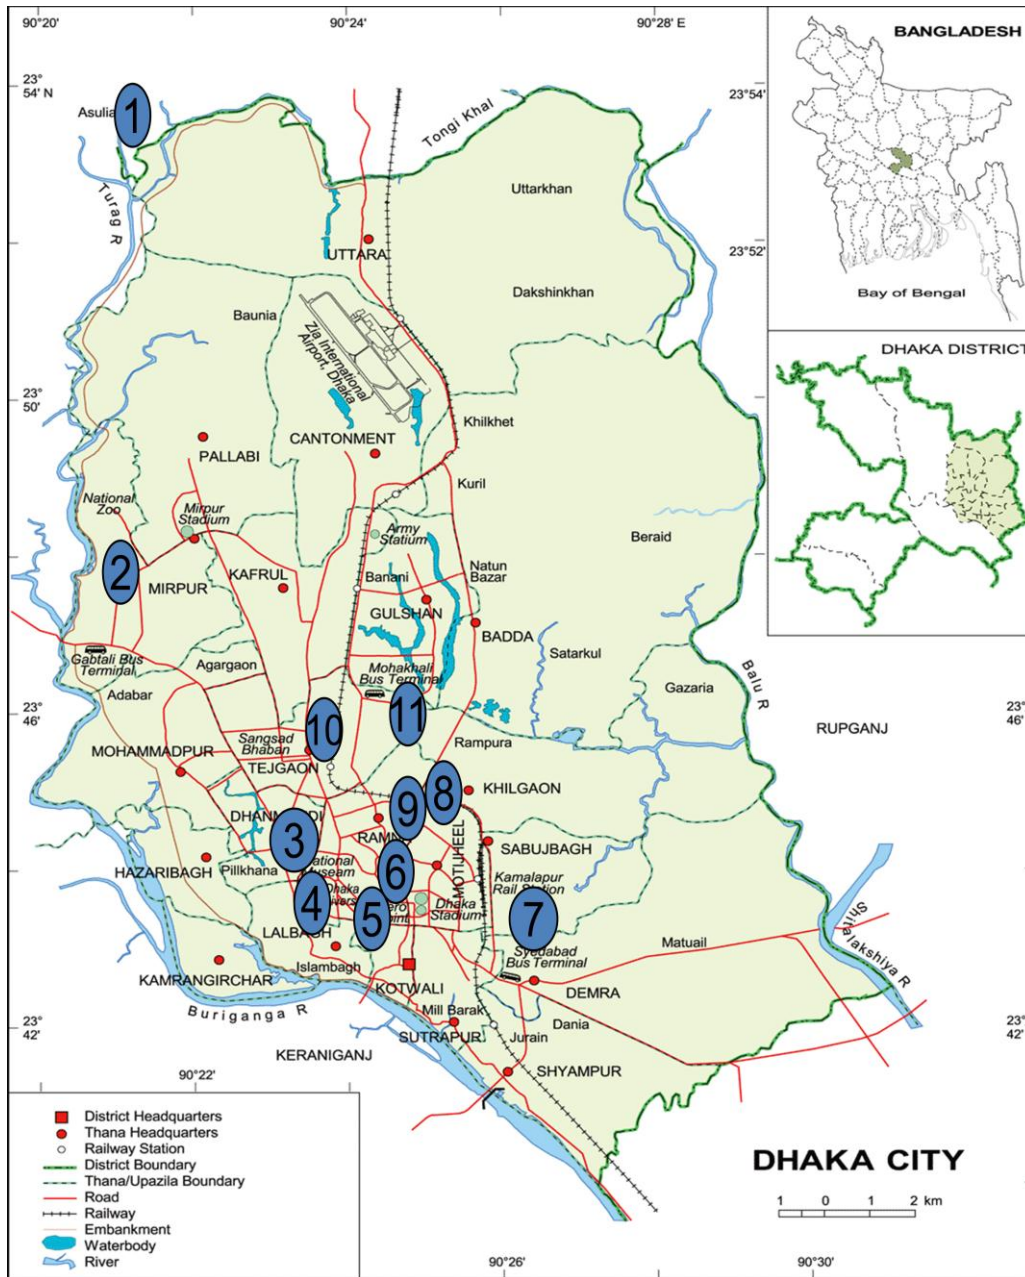 90°20'
90°24'
90°28' E
23°
54' N
23°54'
Asulia
1
Tongi Khal
Turag R
Uttarkhan
UTTARA
23°52'
Dakshinkhan
Baunia
Zia International
Airport, Dhaka
23°
50'
Khilkhet
CANTONMENT
PALLABI
Kuril
National
Zoo
Mirpur
Stadium
Army
Statium
Beraid
2
MIRPUR
KAFRUL
Banani
Natun
Bazar
GULSHAN
BADDA
Gabtali Bus
Terminal
Agargaon
Mohakhali
Bus Terminal
Satarkul
Adabar
Gazaria
Balu R
23°
46'
23°
46'
10
11
RUPGANJ
MOHAMMADPUR
Sangsad
Bhaban
TEJGAON
Rampura
8
KHILGAON
9
3
SABUJBAGH
HAZARIBAGH
Pillkhana
6
MOTIJHEEL
Kamalapur
Rail Station
4
5
Dhaka
Stadium
7
LALBAGH
Matuail
KAMRANGIRCHAR
Islambagh
Syedabad
Bus Terminal
KOTWALI
DEMRA
Buriganga R
Mill Barak
Dania
23°
42'
23°
42'
SUTRAPUR
Jurain
KERANIGANJ
SHYAMPUR
90°22'
90°26'
90°30'
District Headquarters
Thana Headquarters
Railway Station
District Boundary
Thana/Upazila Boundary
Road
Railway
Embankment
Waterbody
River
DHAKA CITY
1 0 1 2 km
BANGLADESH
Bay of Bengal
DHAKA DISTRICT